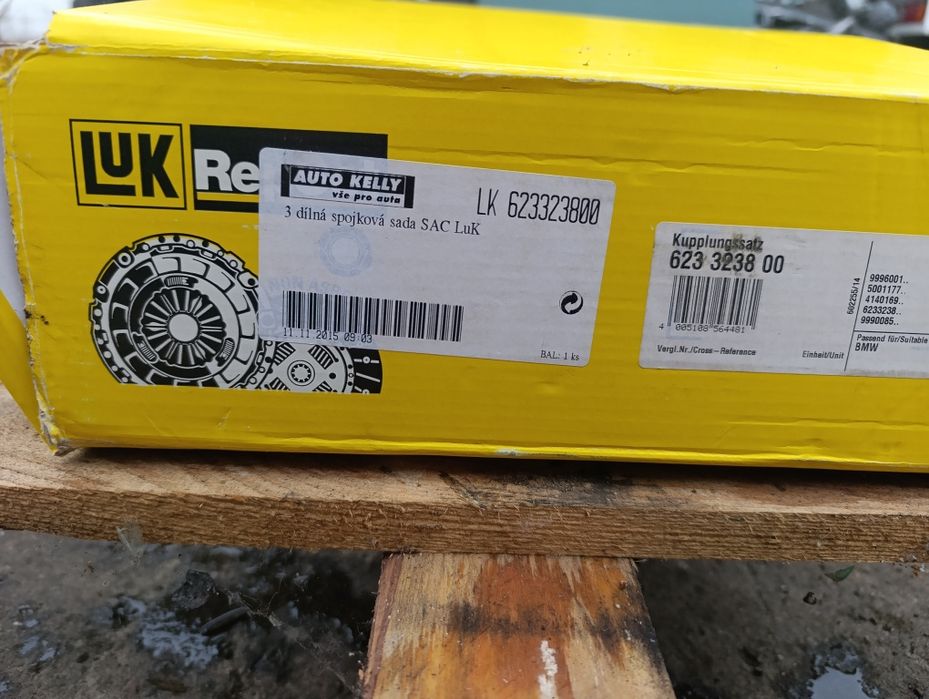 LUK
Re
AUTO KELLY
vše pro auta
LK 623323800
3 dílná spojková sada SAC LuK
11.11.2015 09:03
BAL: 1 ks
Kupplungssatz
623 3238 00
4 005108 564481
Vergl.Nr./Cross-Reference
Einheit/Unit
602255/14
9996001..
5001177..
4140169..
6233238..
9990085..
Passend für/Suitable
BMW